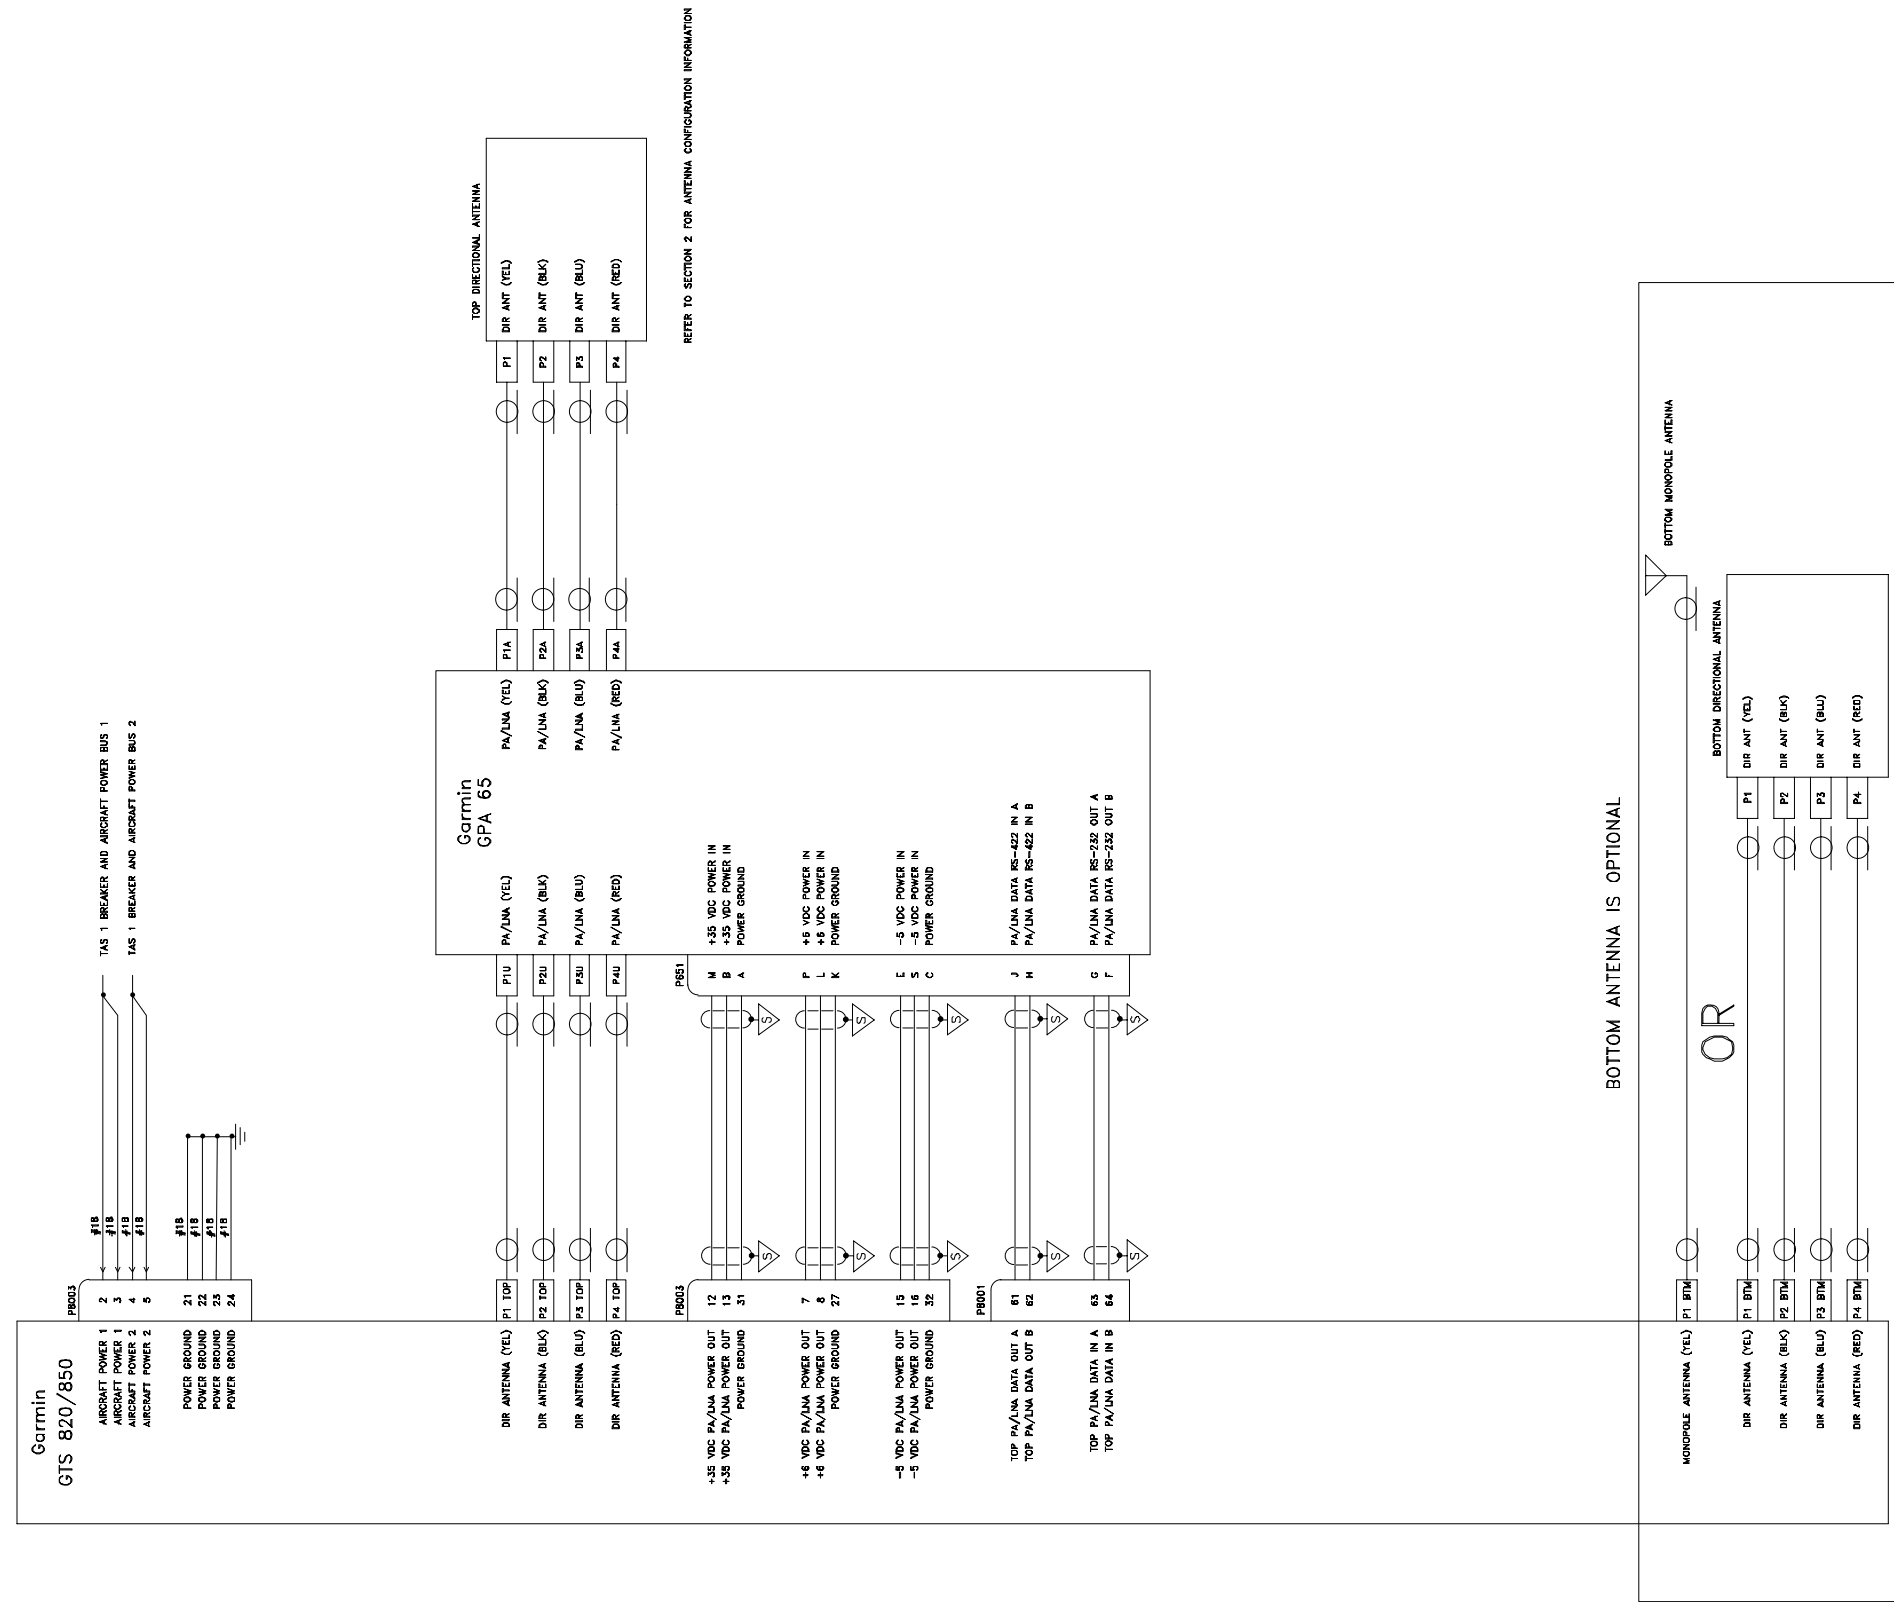 Garmin
GTS 820/850
P8003
AIRCRAFT POWER 1 2 #18
AIRCRAFT POWER 1 3 #18
AIRCRAFT POWER 2 4 #18
AIRCRAFT POWER 2 5 #18
TAS 1 BREAKER AND AIRCRAFT POWER BUS 1
TAS 1 BREAKER AND AIRCRAFT POWER BUS 2
POWER GROUND 21 #18
POWER GROUND 22 #18
POWER GROUND 23 #18
POWER GROUND 24 #18
Garmin
GPA 65
TOP DIRECTIONAL ANTENNA
DIR ANTENNA (YEL) P1 TOP P1U PA/LNA (YEL) PA/LNA (YEL) P1A P1 DIR ANT (YEL)
DIR ANTENNA (BLK) P2 TOP P2U PA/LNA (BLK) PA/LNA (BLK) P2A P2 DIR ANT (BLK)
DIR ANTENNA (BLU) P3 TOP P3U PA/LNA (BLU) PA/LNA (BLU) P3A P3 DIR ANT (BLU)
DIR ANTENNA (RED) P4 TOP P4U PA/LNA (RED) PA/LNA (RED) P4A P4 DIR ANT (RED)
REFER TO SECTION 2 FOR ANTENNA CONFIGURATION INFORMATION
P8003 P651
+35 VDC PA/LNA POWER OUT 12 M +35 VDC POWER IN
+35 VDC PA/LNA POWER OUT 13 B +35 VDC POWER IN
POWER GROUND 31 S S A POWER GROUND
+6 VDC PA/LNA POWER OUT 7 P +6 VDC POWER IN
+6 VDC PA/LNA POWER OUT 8 L +6 VDC POWER IN
POWER GROUND 27 S S K POWER GROUND
-5 VDC PA/LNA POWER OUT 15 E -5 VDC POWER IN
-5 VDC PA/LNA POWER OUT 16 S -5 VDC POWER IN
POWER GROUND 32 S S C POWER GROUND
P8001
TOP PA/LNA DATA OUT A 61 J PA/LNA DATA RS-422 IN A
TOP PA/LNA DATA OUT B 62 S S H PA/LNA DATA RS-422 IN B
TOP PA/LNA DATA IN A 63 G PA/LNA DATA RS-232 OUT A
TOP PA/LNA DATA IN B 64 S S F PA/LNA DATA RS-232 OUT B
BOTTOM ANTENNA IS OPTIONAL
BOTTOM MONOPOLE ANTENNA
MONOPOLE ANTENNA (YEL) P1 BTM
OR
BOTTOM DIRECTIONAL ANTENNA
DIR ANTENNA (YEL) P1 BTM P1 DIR ANT (YEL)
DIR ANTENNA (BLK) P2 BTM P2 DIR ANT (BLK)
DIR ANTENNA (BLU) P3 BTM P3 DIR ANT (BLU)
DIR ANTENNA (RED) P4 BTM P4 DIR ANT (RED)